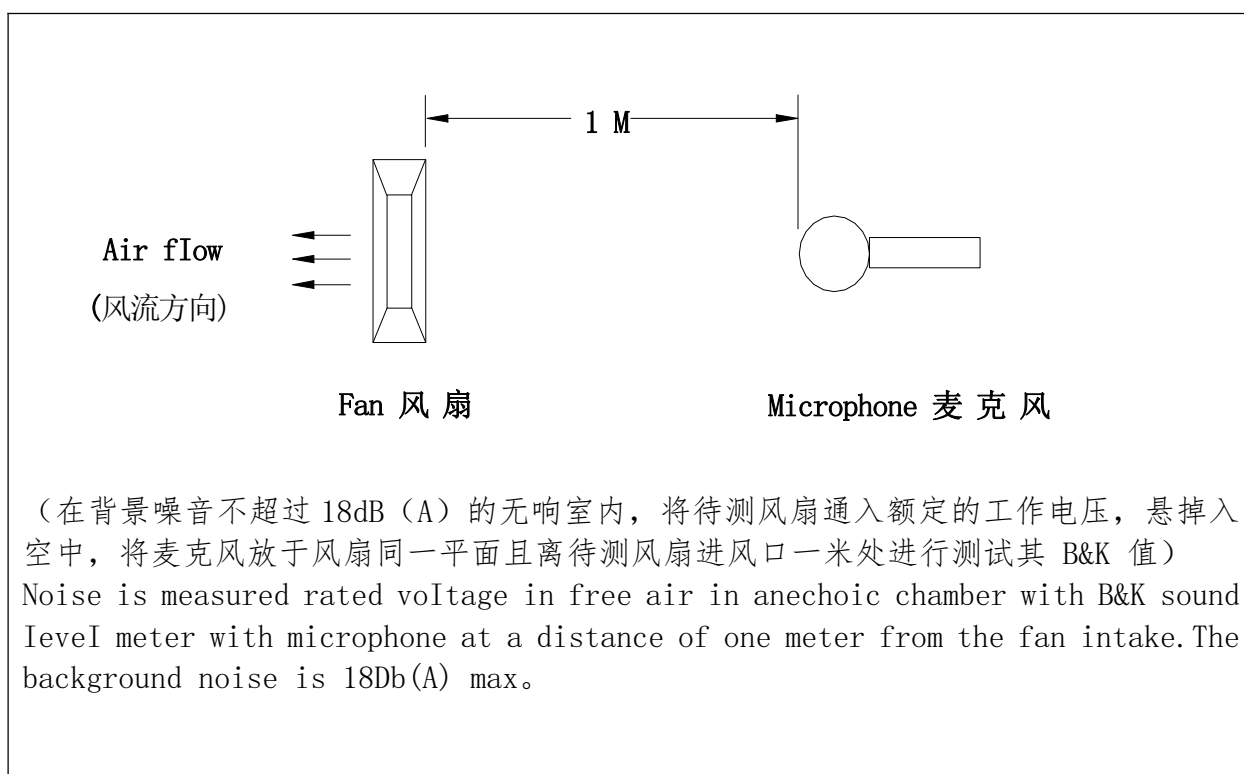 1 M
Air fIow
(风流方向)
Fan 风 扇
Microphone 麦 克 风
（在背景噪音不超过 18dB（A）的无响室内，将待测风扇通入额定的工作电压，悬掉入
空中，将麦克风放于风扇同一平面且离待测风扇进风口一米处进行测试其 B&K 值）
Noise is measured rated voItage in free air in anechoic chamber with B&K sound
IeveI meter with microphone at a distance of one meter from the fan intake.The
background noise is 18Db(A) max。